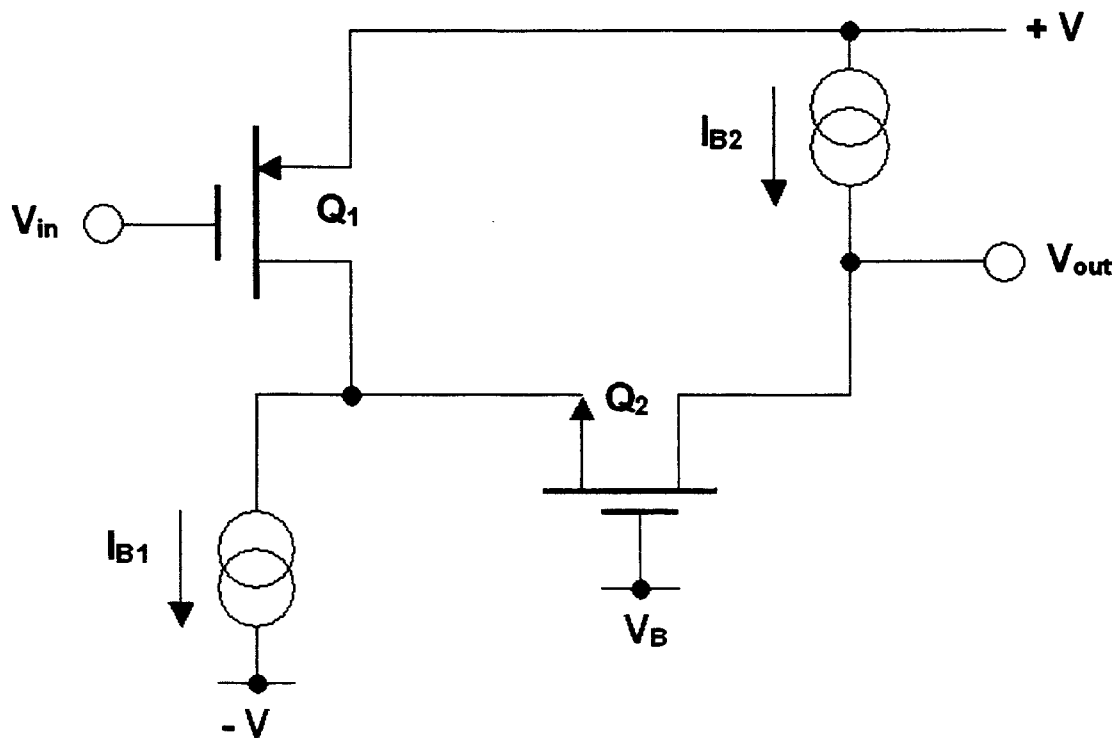 + V
I_B2
V_in
Q_1
V_out
Q_2
I_B1
V_B
- V